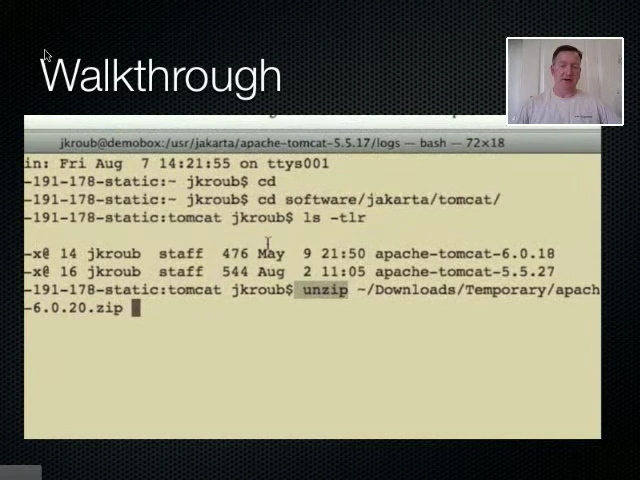 Walkthrough
jkroub@demobox:/usr/jakarta/apache-tomcat-5.5.17/logs — bash — 72×18
in: Fri Aug 7 14:21:55 on ttys001
-191-178-static:~ jkroub$ cd
-191-178-static:~ jkroub$ cd software/jakarta/tomcat/
-191-178-static:tomcat jkroub$ ls -tlr
-x@ 14 jkroub staff 476 May 9 21:50 apache-tomcat-6.0.18
-x@ 16 jkroub staff 544 Aug 2 11:05 apache-tomcat-5.5.27
-191-178-static:tomcat jkroub$ unzip ~/Downloads/Temporary/apach
-6.0.20.zip